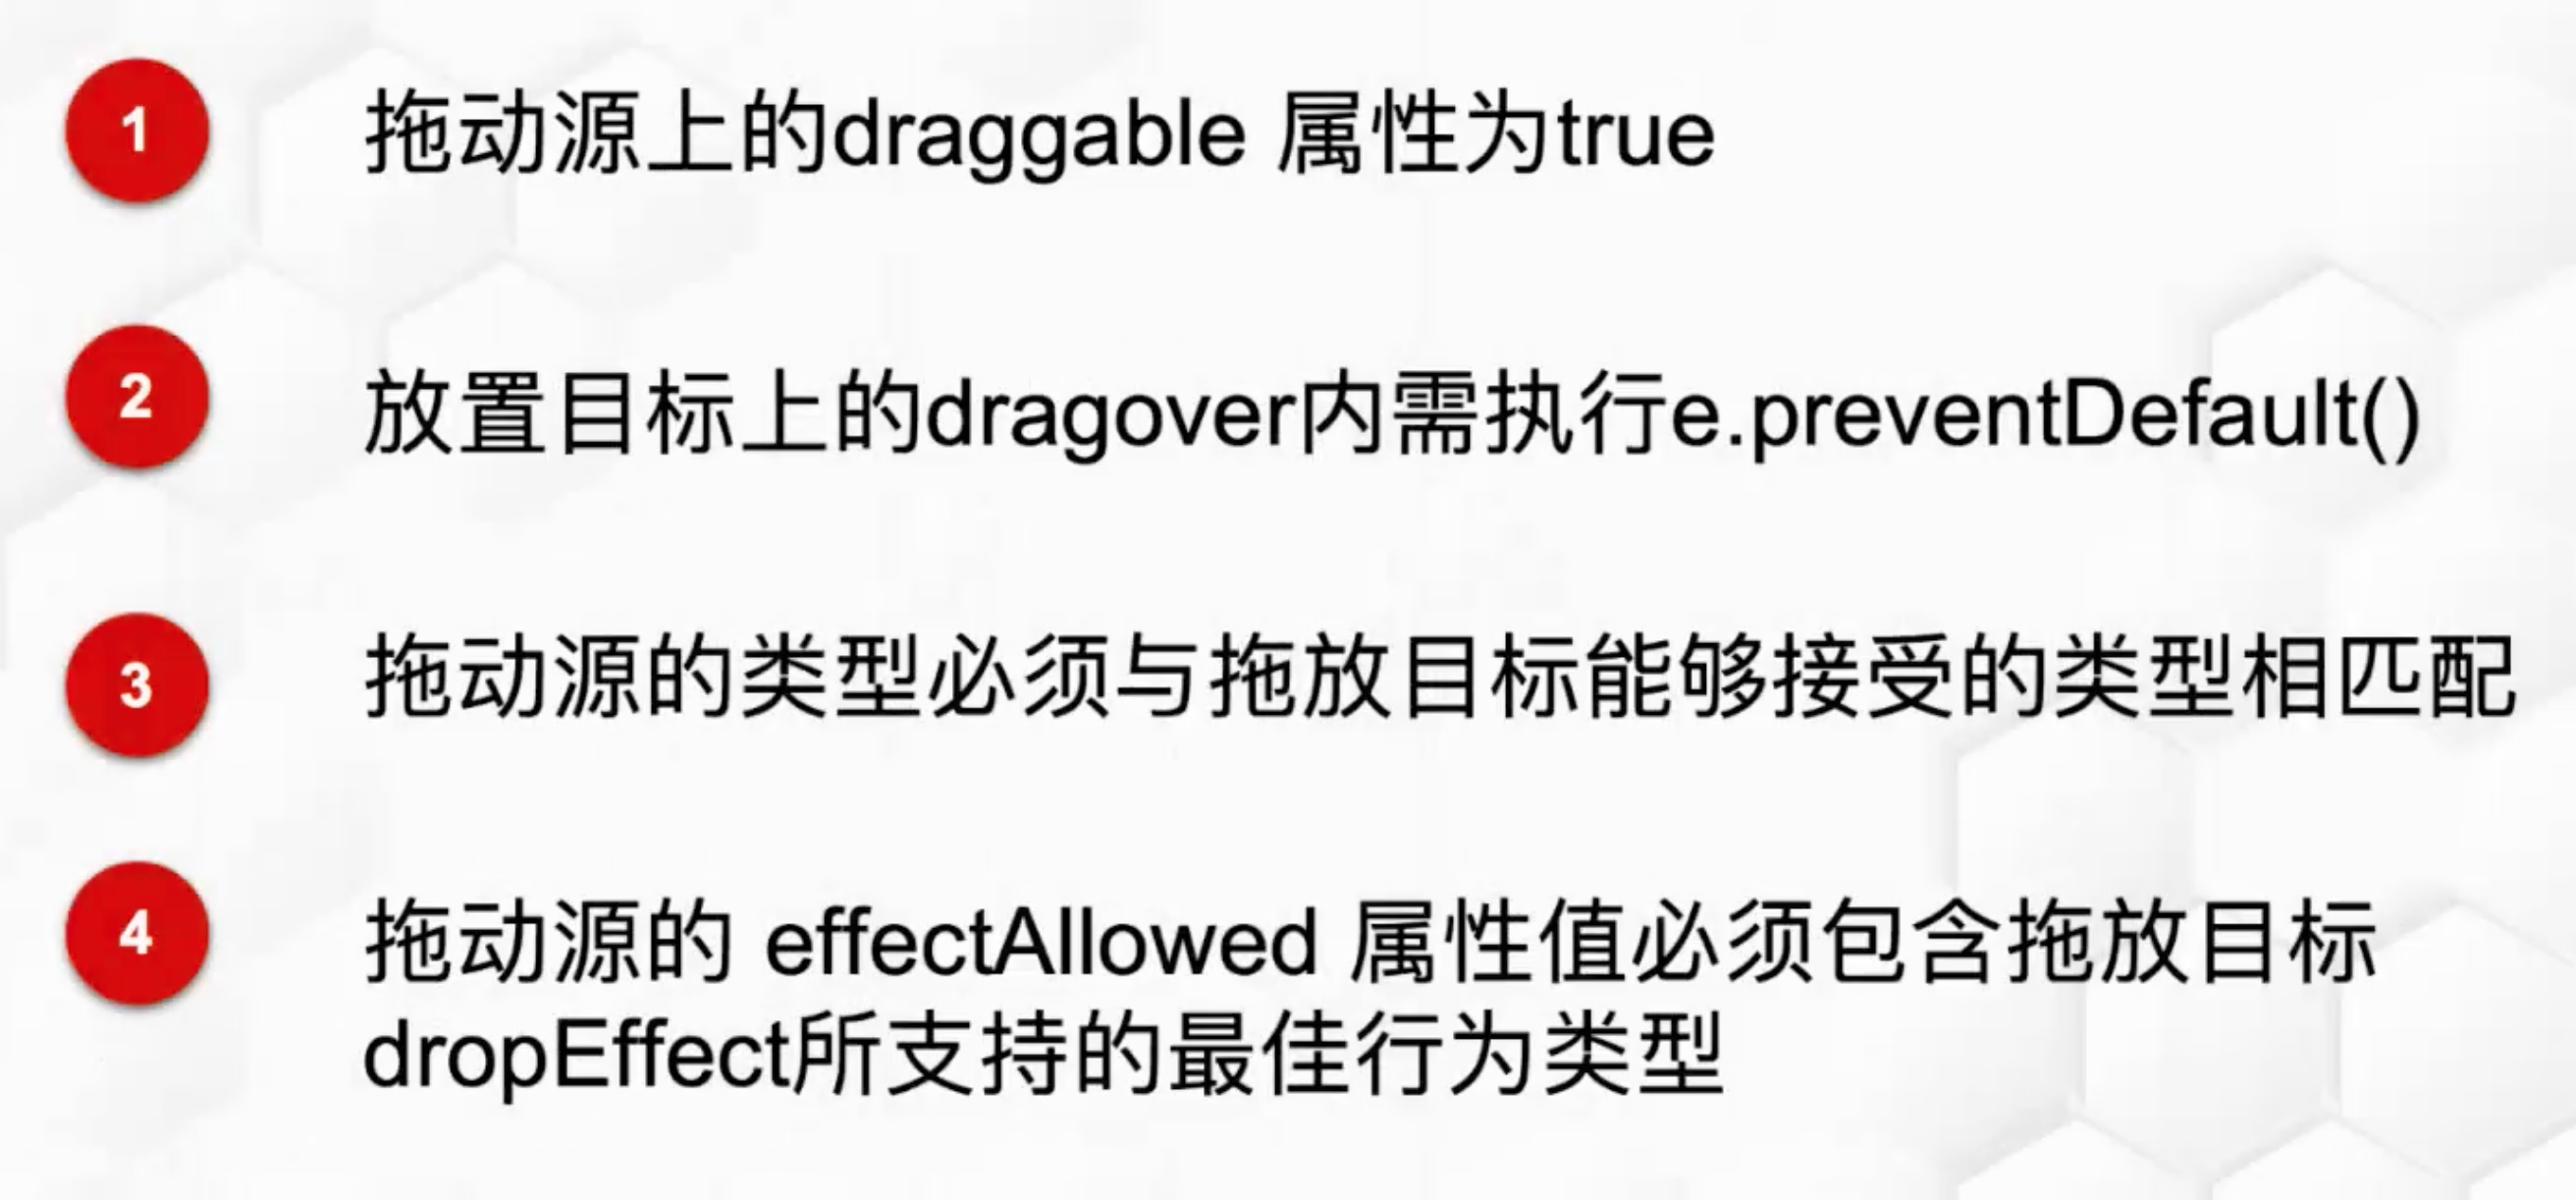 1 拖动源上的draggable 属性为true
2 放置目标上的dragover内需执行e.preventDefault()
3 拖动源的类型必须与拖放目标能够接受的类型相匹配
4 拖动源的 effectAllowed 属性值必须包含拖放目标
dropEffect所支持的最佳行为类型